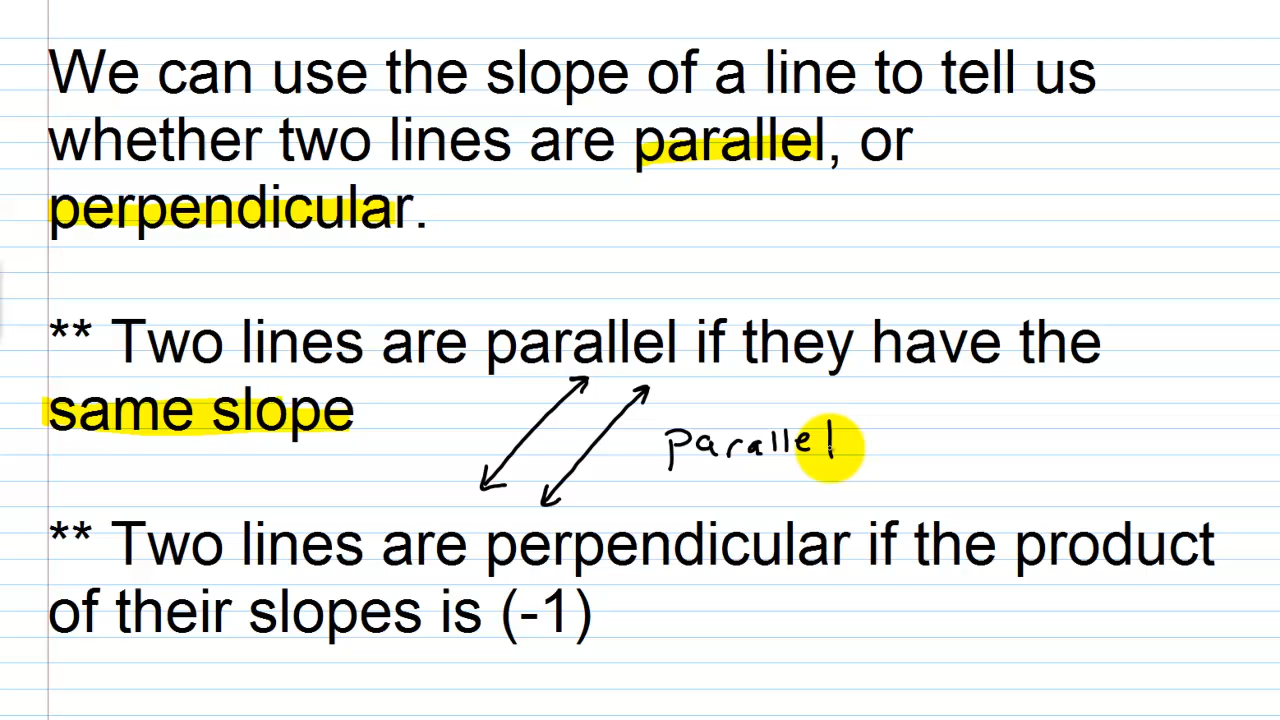 We can use the slope of a line to tell us
whether two lines are parallel, or
perpendicular.
** Two lines are parallel if they have the
same slope
parallel
** Two lines are perpendicular if the product
of their slopes is (-1)